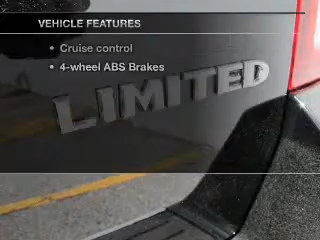 VEHICLE FEATURES
• Cruise control
• 4-wheel ABS Brakes
LIMITED